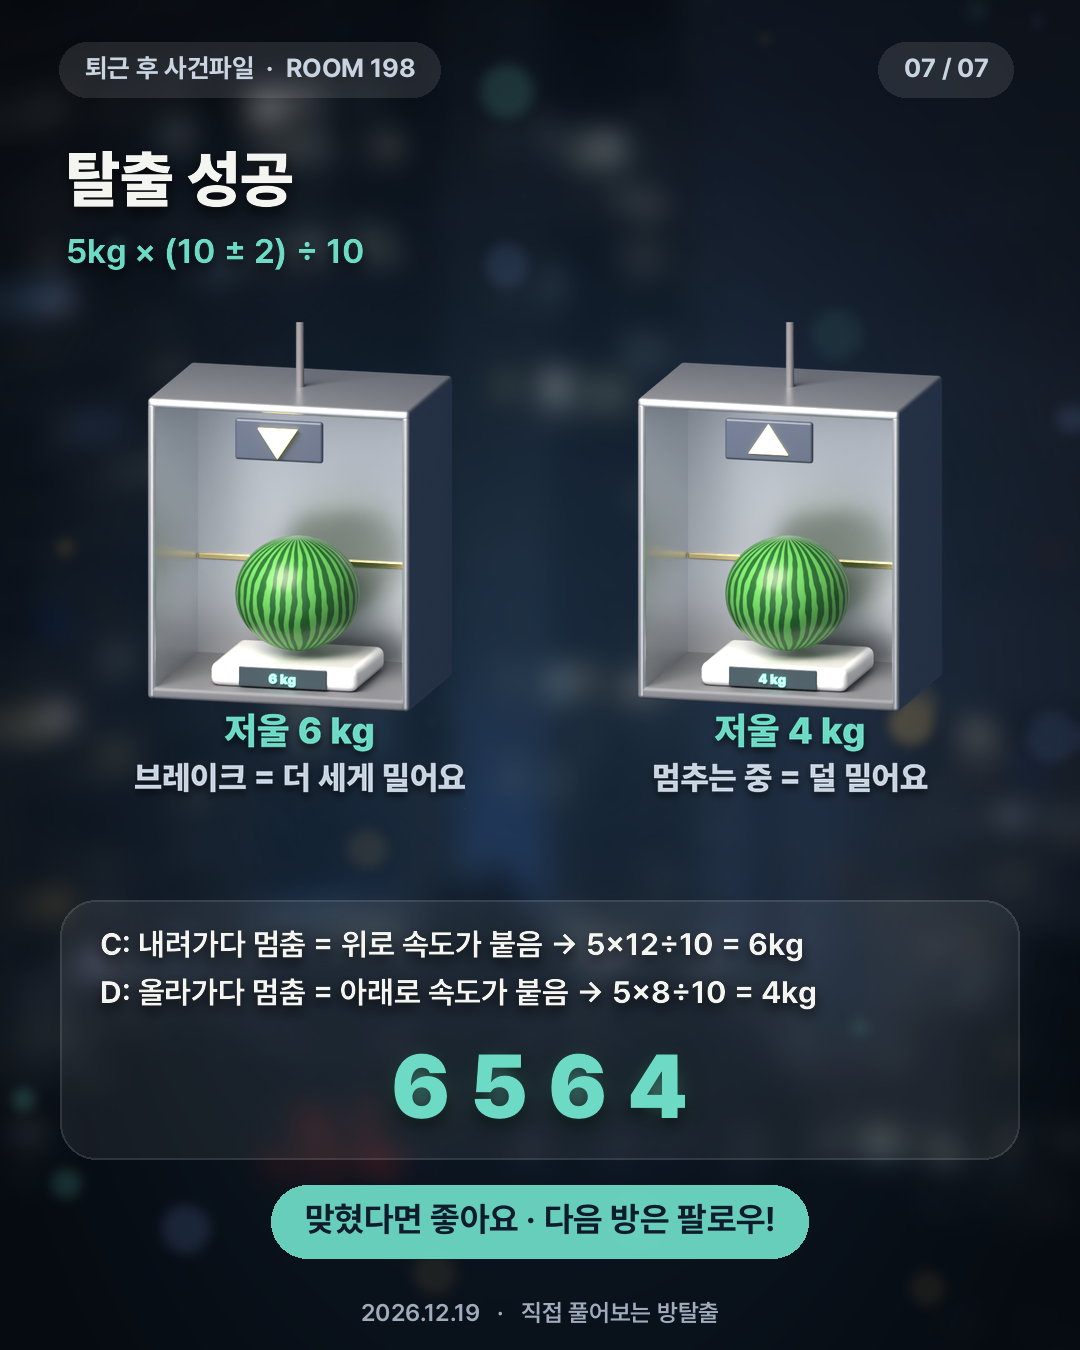 퇴근 후 사건파일 · ROOM 198
07 / 07
탈출 성공
5kg × (10 ± 2) ÷ 10
6 kg
4 kg
저울 6 kg
저울 4 kg
브레이크 = 더 세게 밀어요
멈추는 중 = 덜 밀어요
C: 내려가다 멈춤 = 위로 속도가 붙음 → 5×12÷10 = 6kg
D: 올라가다 멈춤 = 아래로 속도가 붙음 → 5×8÷10 = 4kg
6 5 6 4
맞혔다면 좋아요 · 다음 방은 팔로우!
2026.12.19 · 직접 풀어보는 방탈출